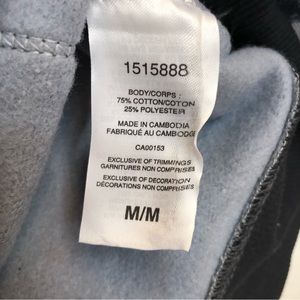 1515888
BODY/CORPS :
75% COTTON/COTON
25% POLYESTER
MADE IN CAMBODIA
FABRIQUÉ AU CAMBODGE
CA00153
EXCLUSIVE OF TRIMMINGS
GARNITURES NON COMPRISES
EXCLUSIVE OF DECORATION
DÉCORATIONS NON COMPRISES
M/M